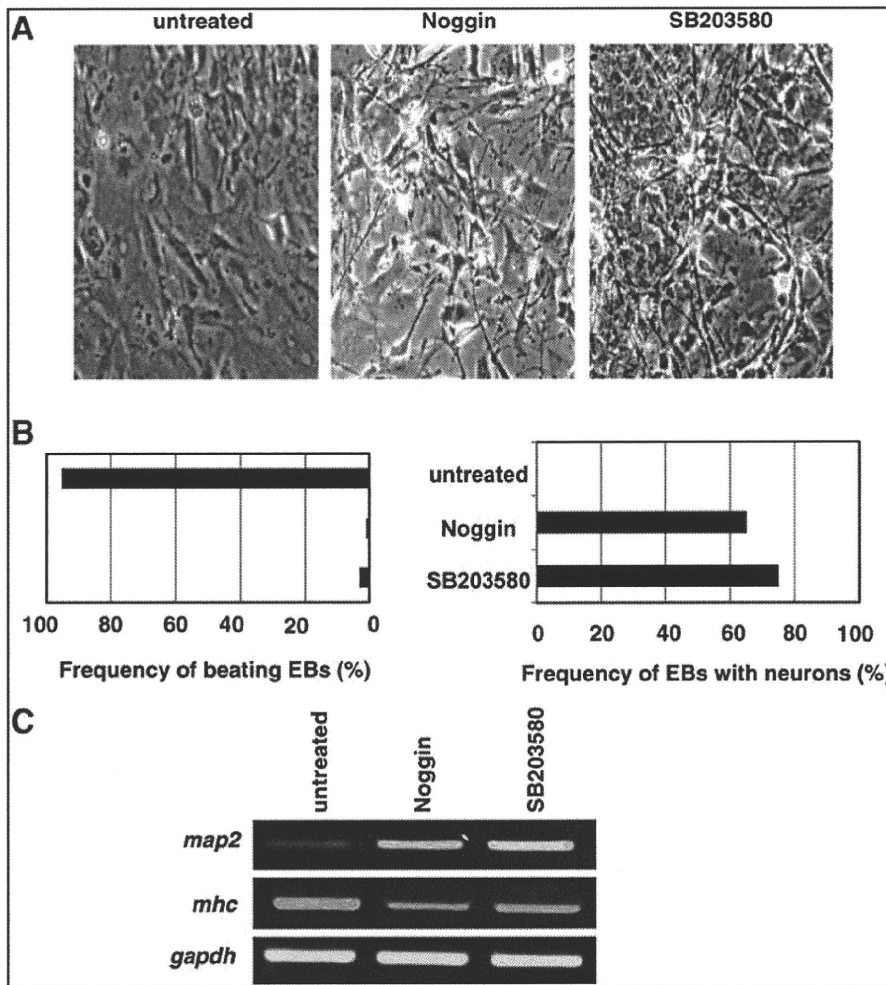 A
untreated Noggin SB203580
B
untreated
Noggin
SB203580
100 80 60 40 20 0
0 20 40 60 80 100
Frequency of beating EBs (%)
Frequency of EBs with neurons (%)
C
untreated
Noggin
SB203580
map2
mhc
gapdh